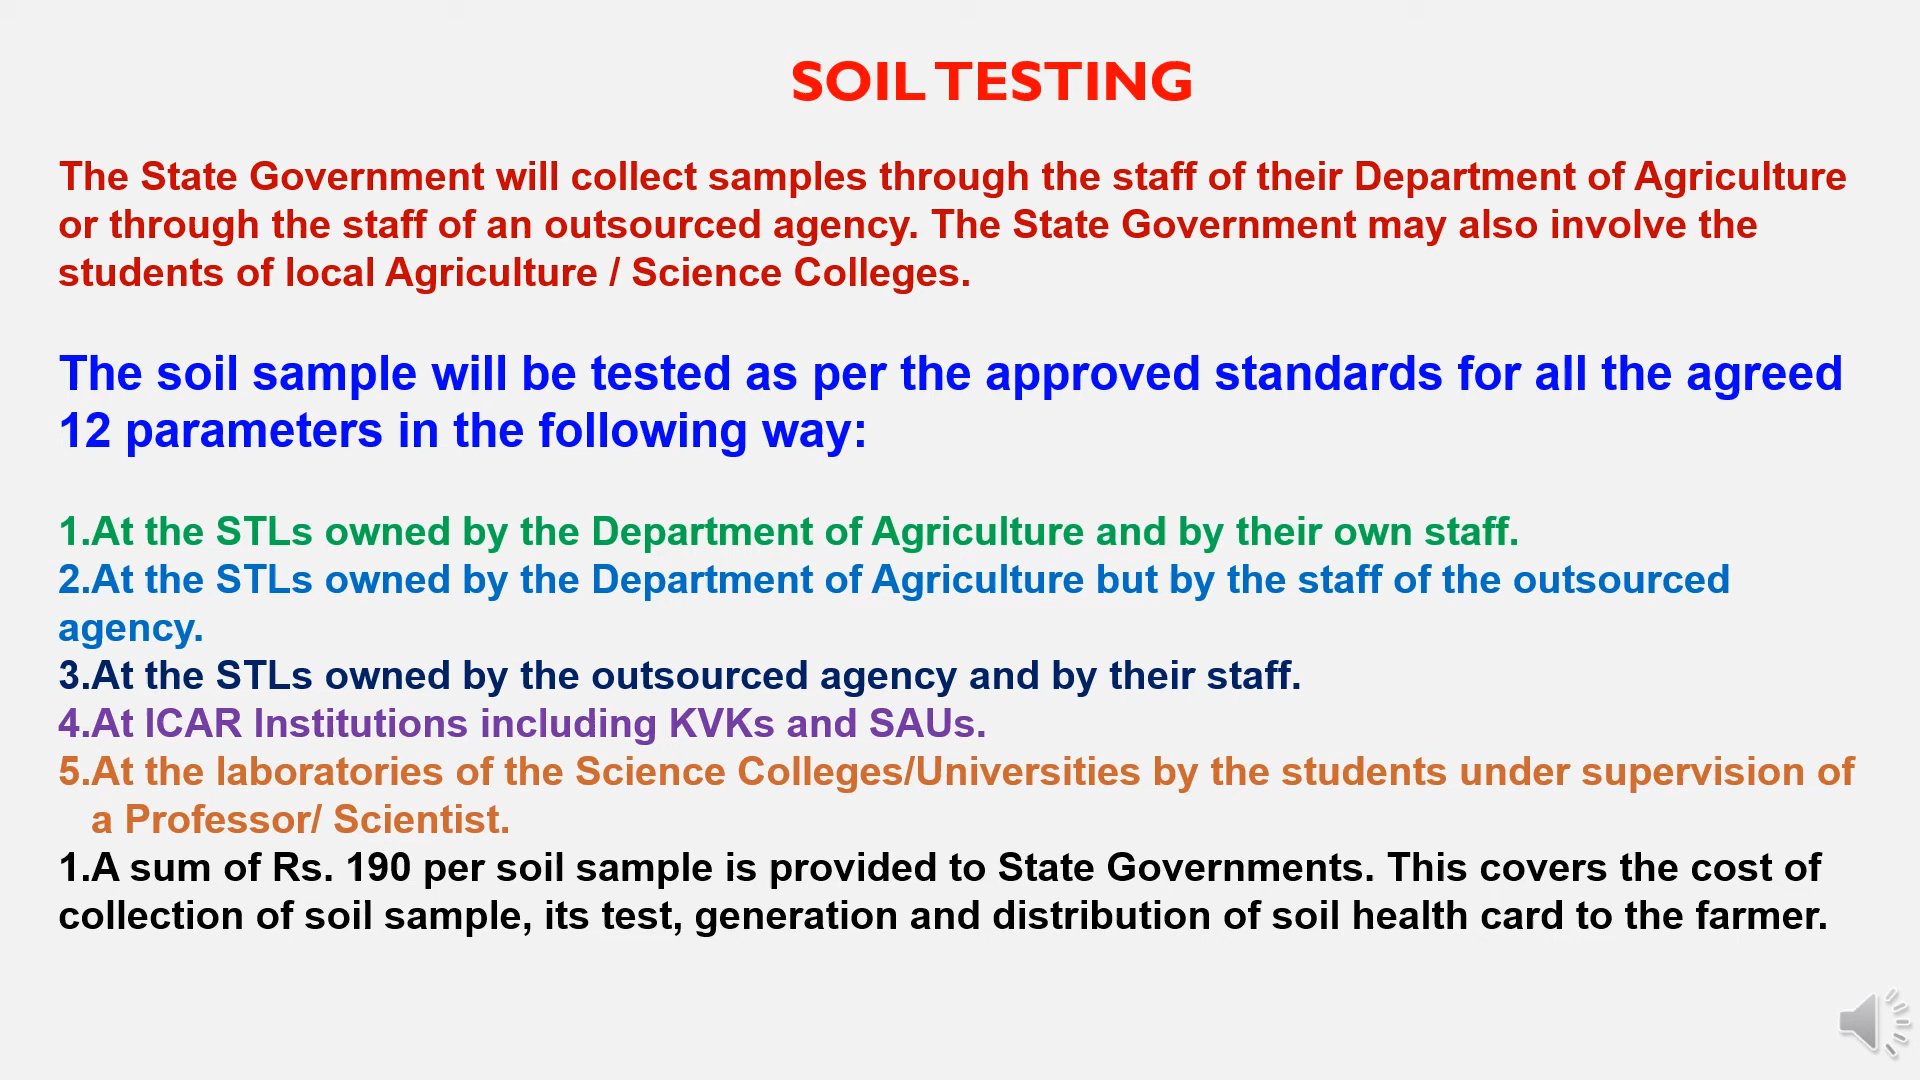 SOIL TESTING
The State Government will collect samples through the staff of their Department of Agriculture
or through the staff of an outsourced agency. The State Government may also involve the
students of local Agriculture / Science Colleges.
The soil sample will be tested as per the approved standards for all the agreed
12 parameters in the following way:
1.At the STLs owned by the Department of Agriculture and by their own staff.
2.At the STLs owned by the Department of Agriculture but by the staff of the outsourced
agency.
3.At the STLs owned by the outsourced agency and by their staff.
4.At ICAR Institutions including KVKs and SAUs.
5.At the laboratories of the Science Colleges/Universities by the students under supervision of
a Professor/ Scientist.
1.A sum of Rs. 190 per soil sample is provided to State Governments. This covers the cost of
collection of soil sample, its test, generation and distribution of soil health card to the farmer.